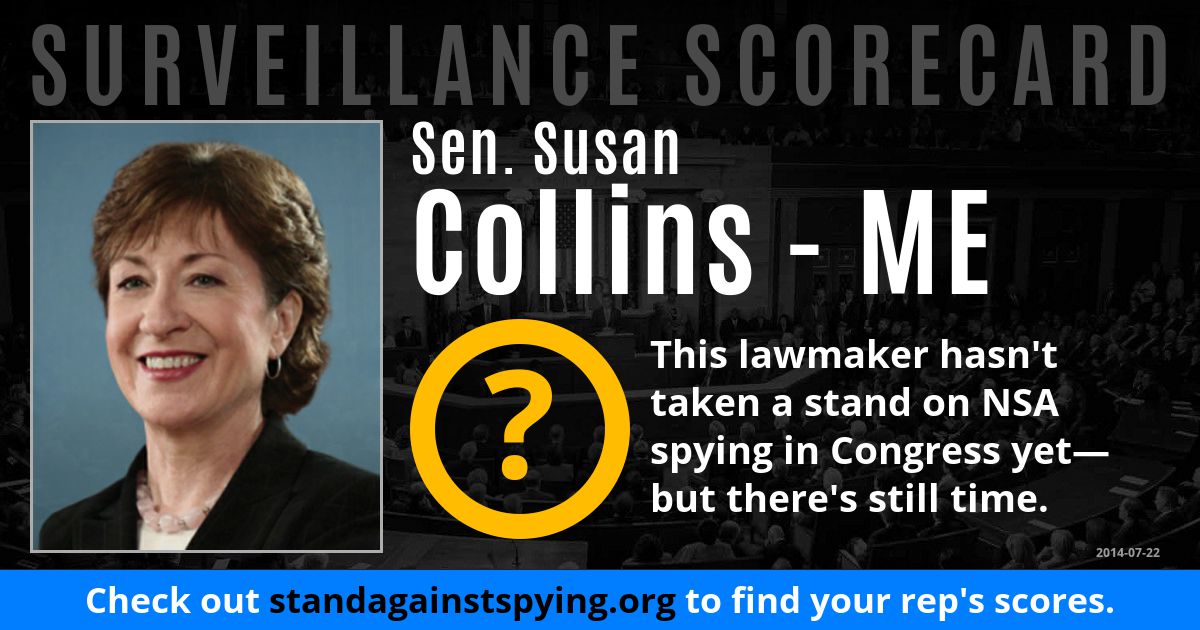 SURVEILLANCE SCORECARD
Sen. Susan
Collins - ME
?
This lawmaker hasn't
taken a stand on NSA
spying in Congress yet—
but there's still time.
2014-07-22
Check out standagainstspying.org to find your rep's scores.